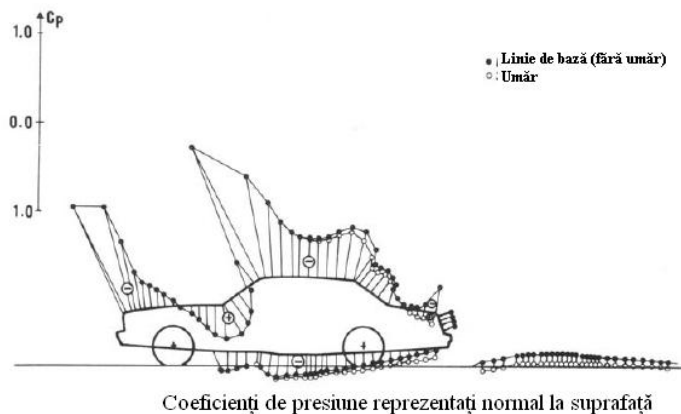 Cp
1.0
0.0
1.0
Linie de bază (fără umăr)
Umăr
Coeficienți de presiune reprezentați normal la suprafață